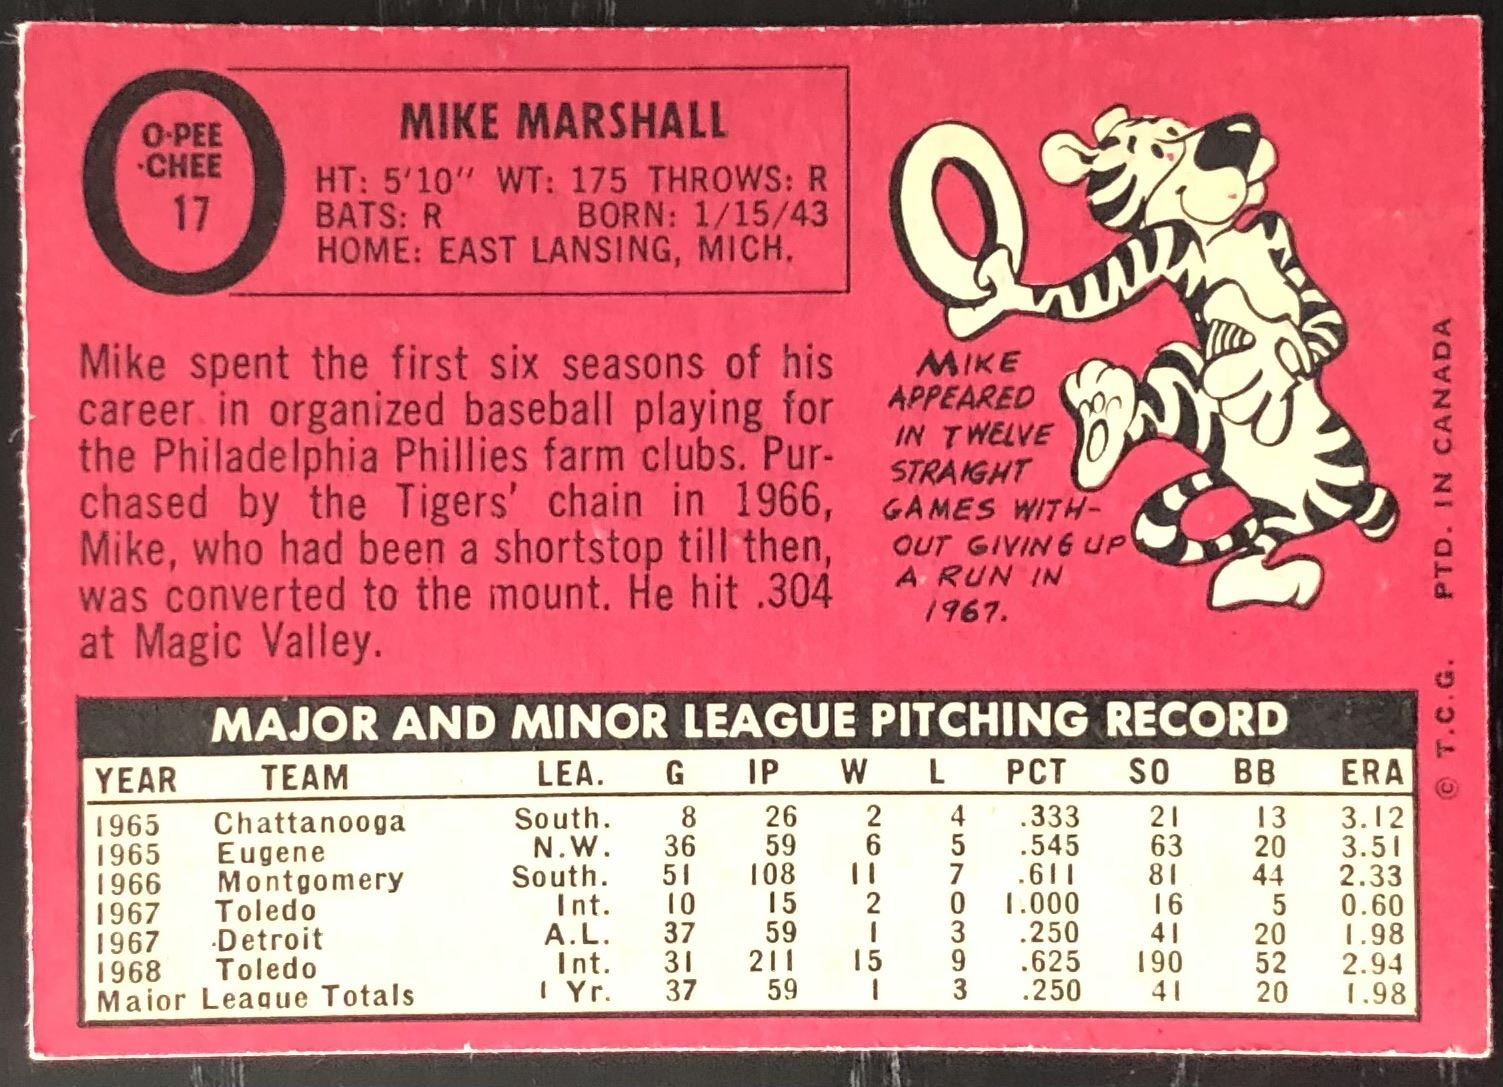 O-PEE
-CHEE
17
MIKE MARSHALL
HT: 5'10" WT: 175 THROWS: R
BATS: R BORN: 1/15/43
HOME: EAST LANSING, MICH.
Mike spent the first six seasons of his
career in organized baseball playing for
the Philadelphia Phillies farm clubs. Pur-
chased by the Tigers' chain in 1966,
Mike, who had been a shortstop till then,
was converted to the mount. He hit .304
at Magic Valley.
MIKE
APPEARED
IN TWELVE
STRAIGHT
GAMES WITH-
OUT GIVING UP
A RUN IN
1967.
© T.C.G. PTD. IN CANADA
MAJOR AND MINOR LEAGUE PITCHING RECORD
YEAR TEAM LEA. G IP W L PCT SO BB ERA
1965 Chattanooga South. 8 26 2 4 .333 21 13 3.12
1965 Eugene N.W. 36 59 6 5 .545 63 20 3.51
1966 Montgomery South. 51 108 11 7 .611 81 44 2.33
1967 Toledo Int. 10 15 2 0 1.000 16 5 0.60
1967 Detroit A.L. 37 59 1 3 .250 41 20 1.98
1968 Toledo Int. 31 211 15 9 .625 190 52 2.94
Major League Totals 1 Yr. 37 59 1 3 .250 41 20 1.98